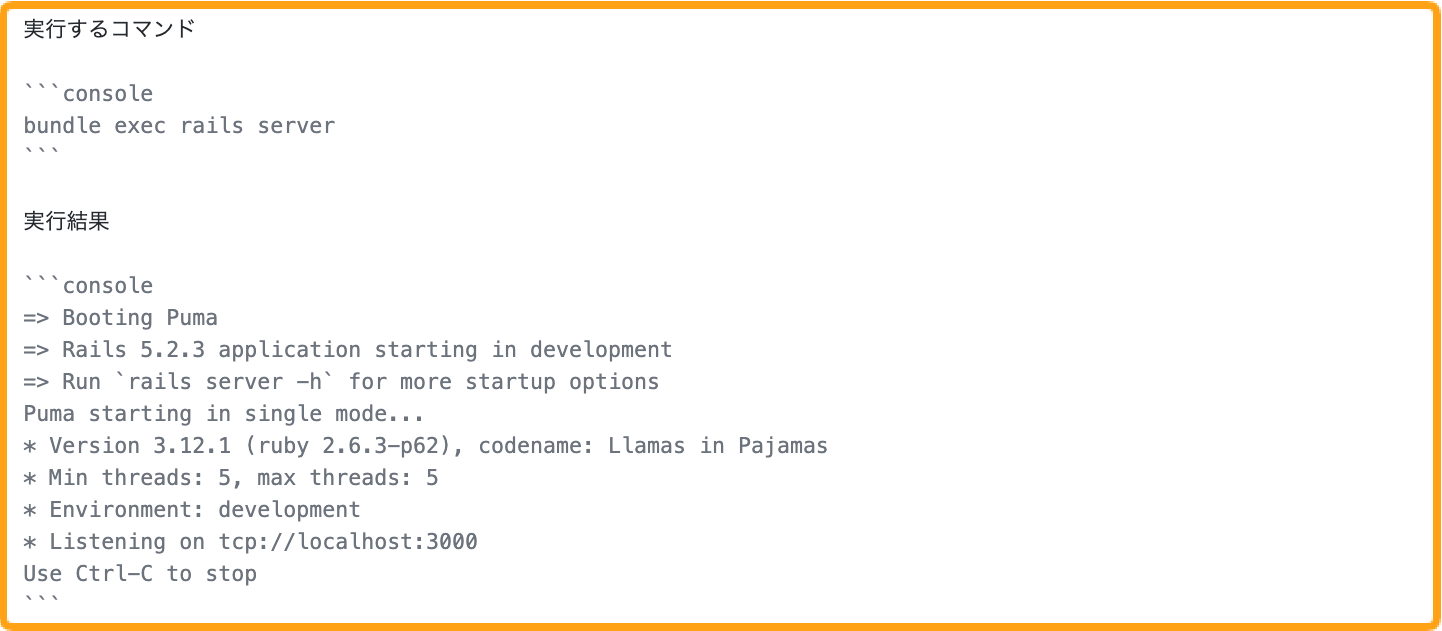 実行するコマンド
```console
bundle exec rails server
```
実行結果
```console
=> Booting Puma
=> Rails 5.2.3 application starting in development
=> Run `rails server -h` for more startup options
Puma starting in single mode...
* Version 3.12.1 (ruby 2.6.3-p62), codename: Llamas in Pajamas
* Min threads: 5, max threads: 5
* Environment: development
* Listening on tcp://localhost:3000
Use Ctrl-C to stop
```